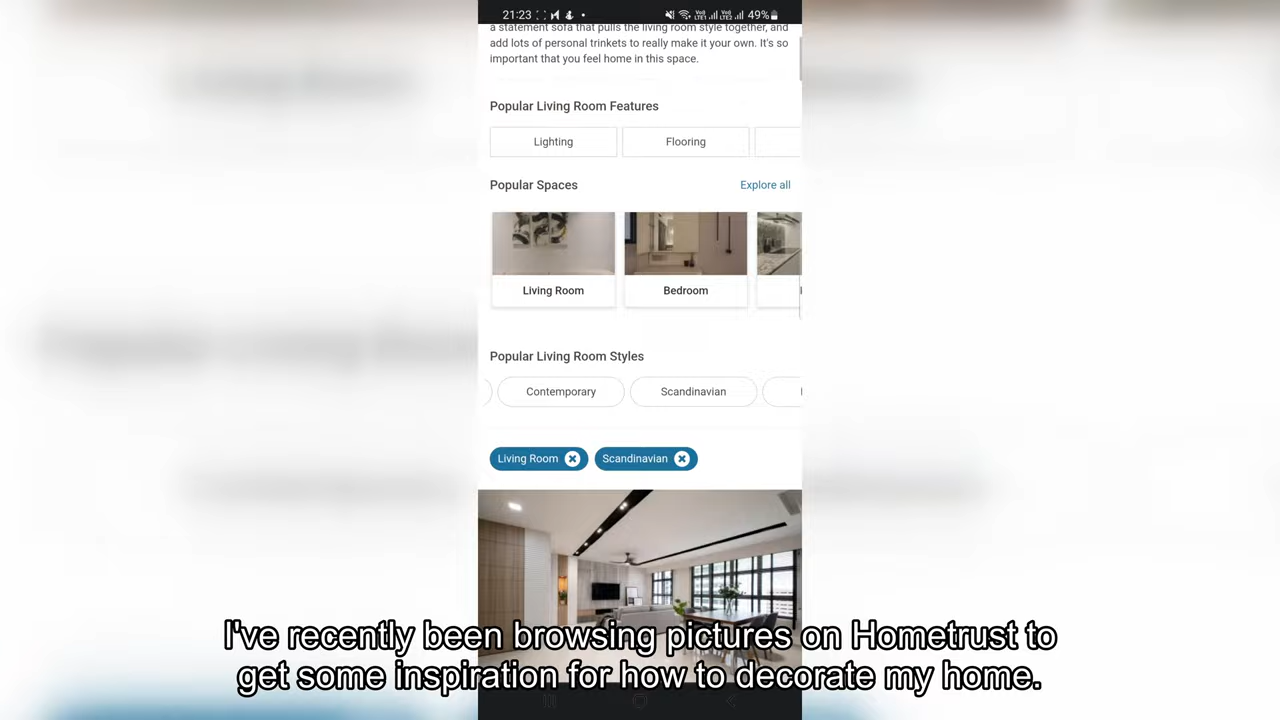 21:23
49%
a statement sofa that pulls the living room style together, and
add lots of personal trinkets to really make it your own. It's so
important that you feel home in this space.
Popular Living Room Features
Lighting
Flooring
Popular Spaces
Explore all
Living Room
Bedroom
Popular Living Room Styles
Contemporary
Scandinavian
Living Room
Scandinavian
I've recently been browsing pictures on Hometrust to
get some inspiration for how to decorate my home.